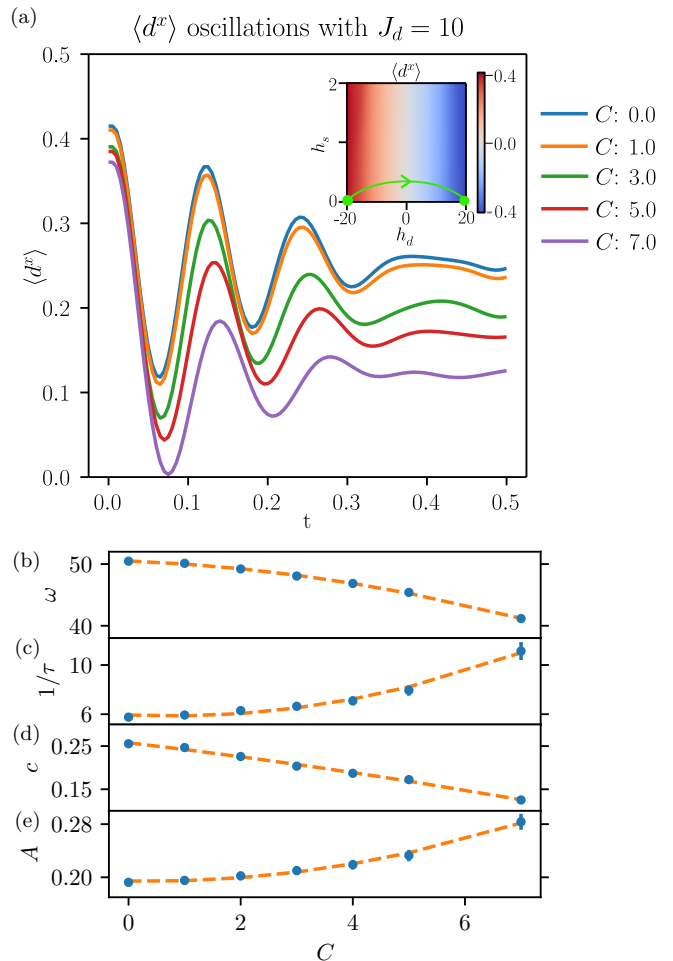 (a)
⟨dˣ⟩ oscillations with J_d = 10
0.5
0.4
0.3
0.2
0.1
0.0
⟨dˣ⟩
0.0 0.1 0.2 0.3 0.4 0.5
t
⟨dˣ⟩
2
0
h_s
-20 0 20
h_d
0.4
0.0
-0.4
C: 0.0
C: 1.0
C: 3.0
C: 5.0
C: 7.0
(b)
50
40
ω
(c)
10
6
1/τ
(d)
0.25
0.15
c
(e)
0.28
0.20
A
0 2 4 6
C